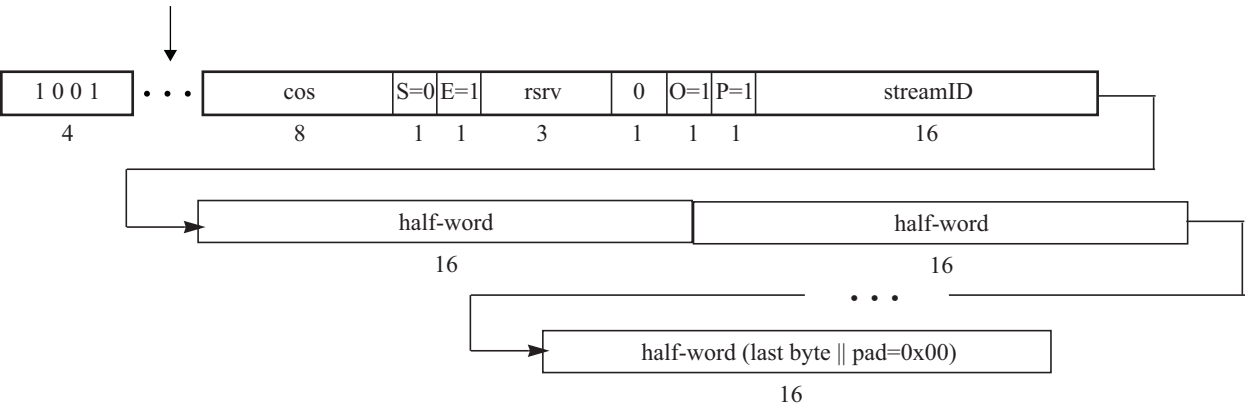 1 0 0 1 • • • cos S=0 E=1 rsrv 0 O=1 P=1 streamID
4 8 1 1 3 1 1 1 16
half-word half-word
16 16
• • •
half-word (last byte || pad=0x00)
16